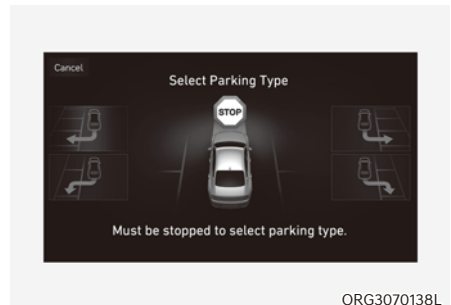 Cancel
Select Parking Type
STOP
Must be stopped to select parking type.
ORG3070138L